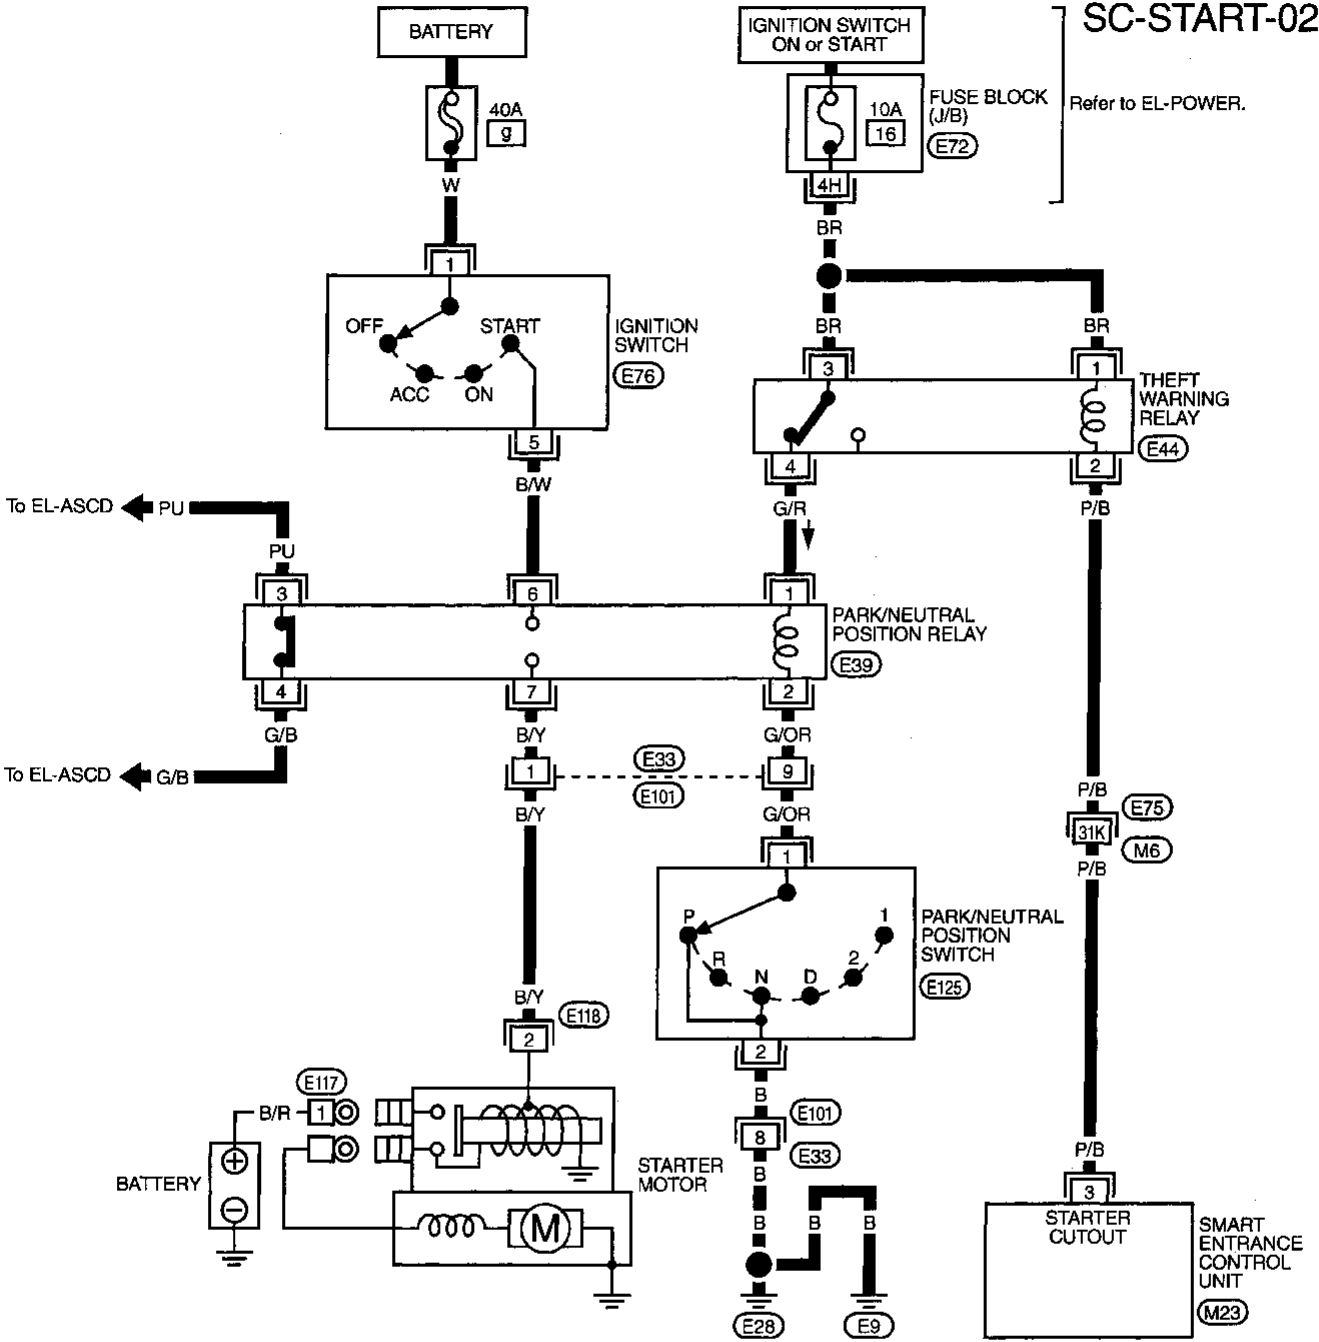 SC-START-02
BATTERY
IGNITION SWITCH
ON or START
40A
g
10A
16
FUSE BLOCK
(J/B)
E72
Refer to EL-POWER.
W
4H
BR
1
OFF
START
ACC
ON
IGNITION
SWITCH
E76
BR
BR
3
1
THEFT
WARNING
RELAY
E44
5
4
2
B/W
G/R
P/B
To EL-ASCD
PU
PU
3
6
1
PARK/NEUTRAL
POSITION RELAY
E39
4
7
2
G/B
B/Y
G/OR
To EL-ASCD
G/B
1
E33
E101
9
B/Y
G/OR
P/B
E75
31K
M6
P/B
1
P
R
N
D
2
1
PARK/NEUTRAL
POSITION
SWITCH
E125
B/Y
E118
2
2
E117
B/R
1
B
E101
8
E33
B
BATTERY
STARTER
MOTOR
M
B
B
B
E28
E9
P/B
3
STARTER
CUTOUT
SMART
ENTRANCE
CONTROL
UNIT
M23